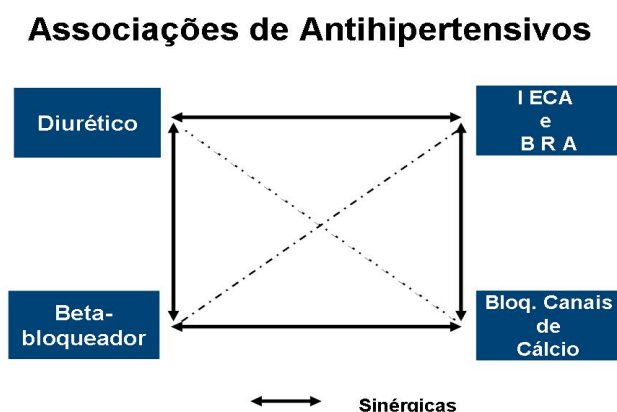 Associações de Antihipertensivos
Diurético
I ECA
e
B R A
Beta-
bloqueador
Bloq. Canais
de
Cálcio
Sinérgicas